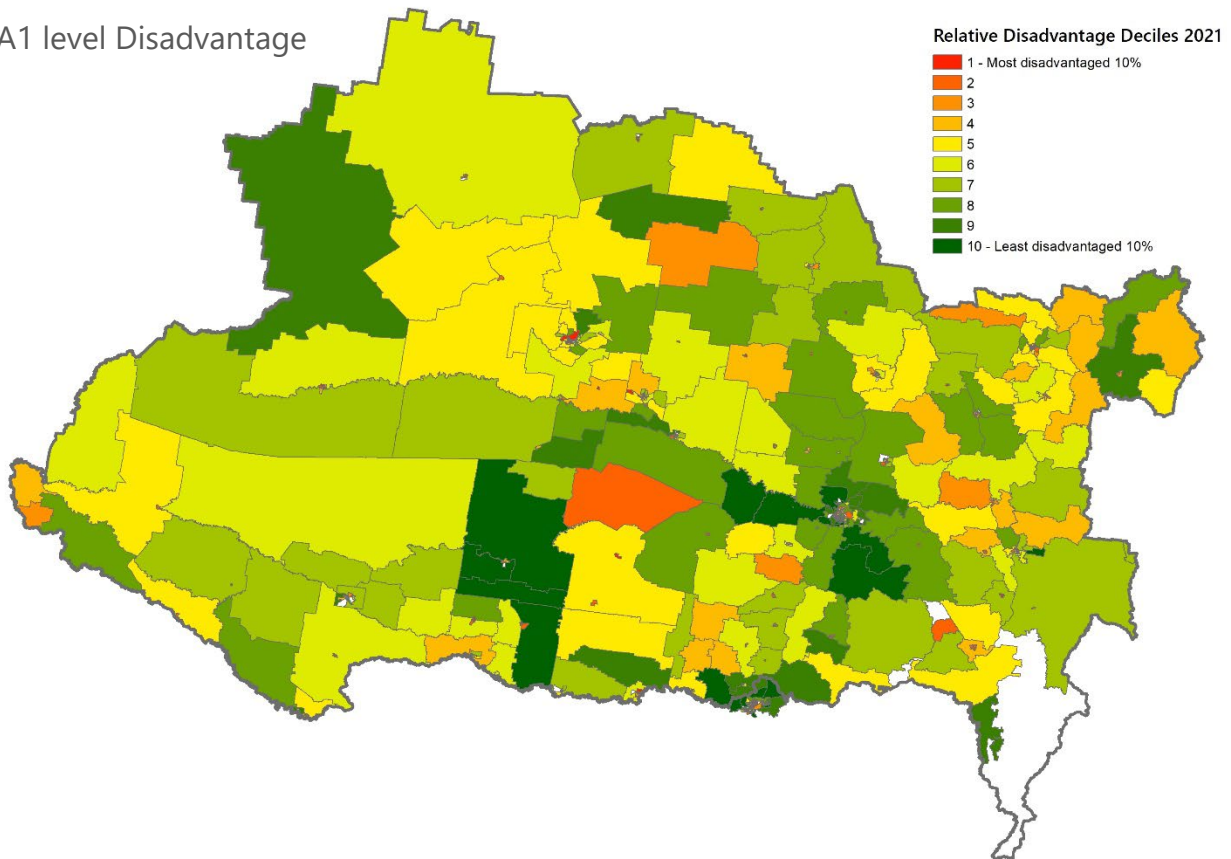 A1 level Disadvantage
Relative Disadvantage Deciles 2021
1 - Most disadvantaged 10%
2
3
4
5
6
7
8
9
10 - Least disadvantaged 10%